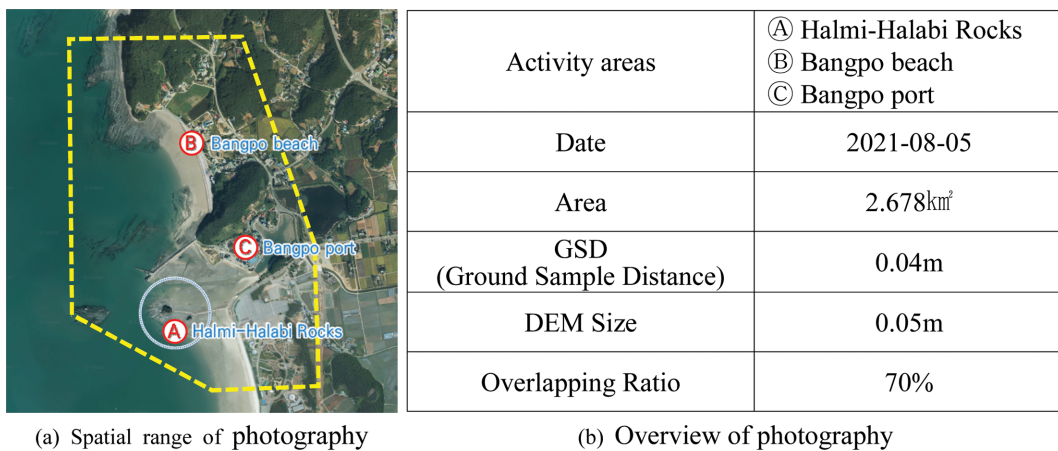 Ⓑ Bangpo beach
Ⓒ Bangpo port
Ⓐ Halmi-Halabi Rocks
(a) Spatial range of photography
Activity areas
Ⓐ Halmi-Halabi Rocks
Ⓑ Bangpo beach
Ⓒ Bangpo port
Date
2021-08-05
Area
2.678㎢
GSD
(Ground Sample Distance)
0.04m
DEM Size
0.05m
Overlapping Ratio
70%
(b) Overview of photography